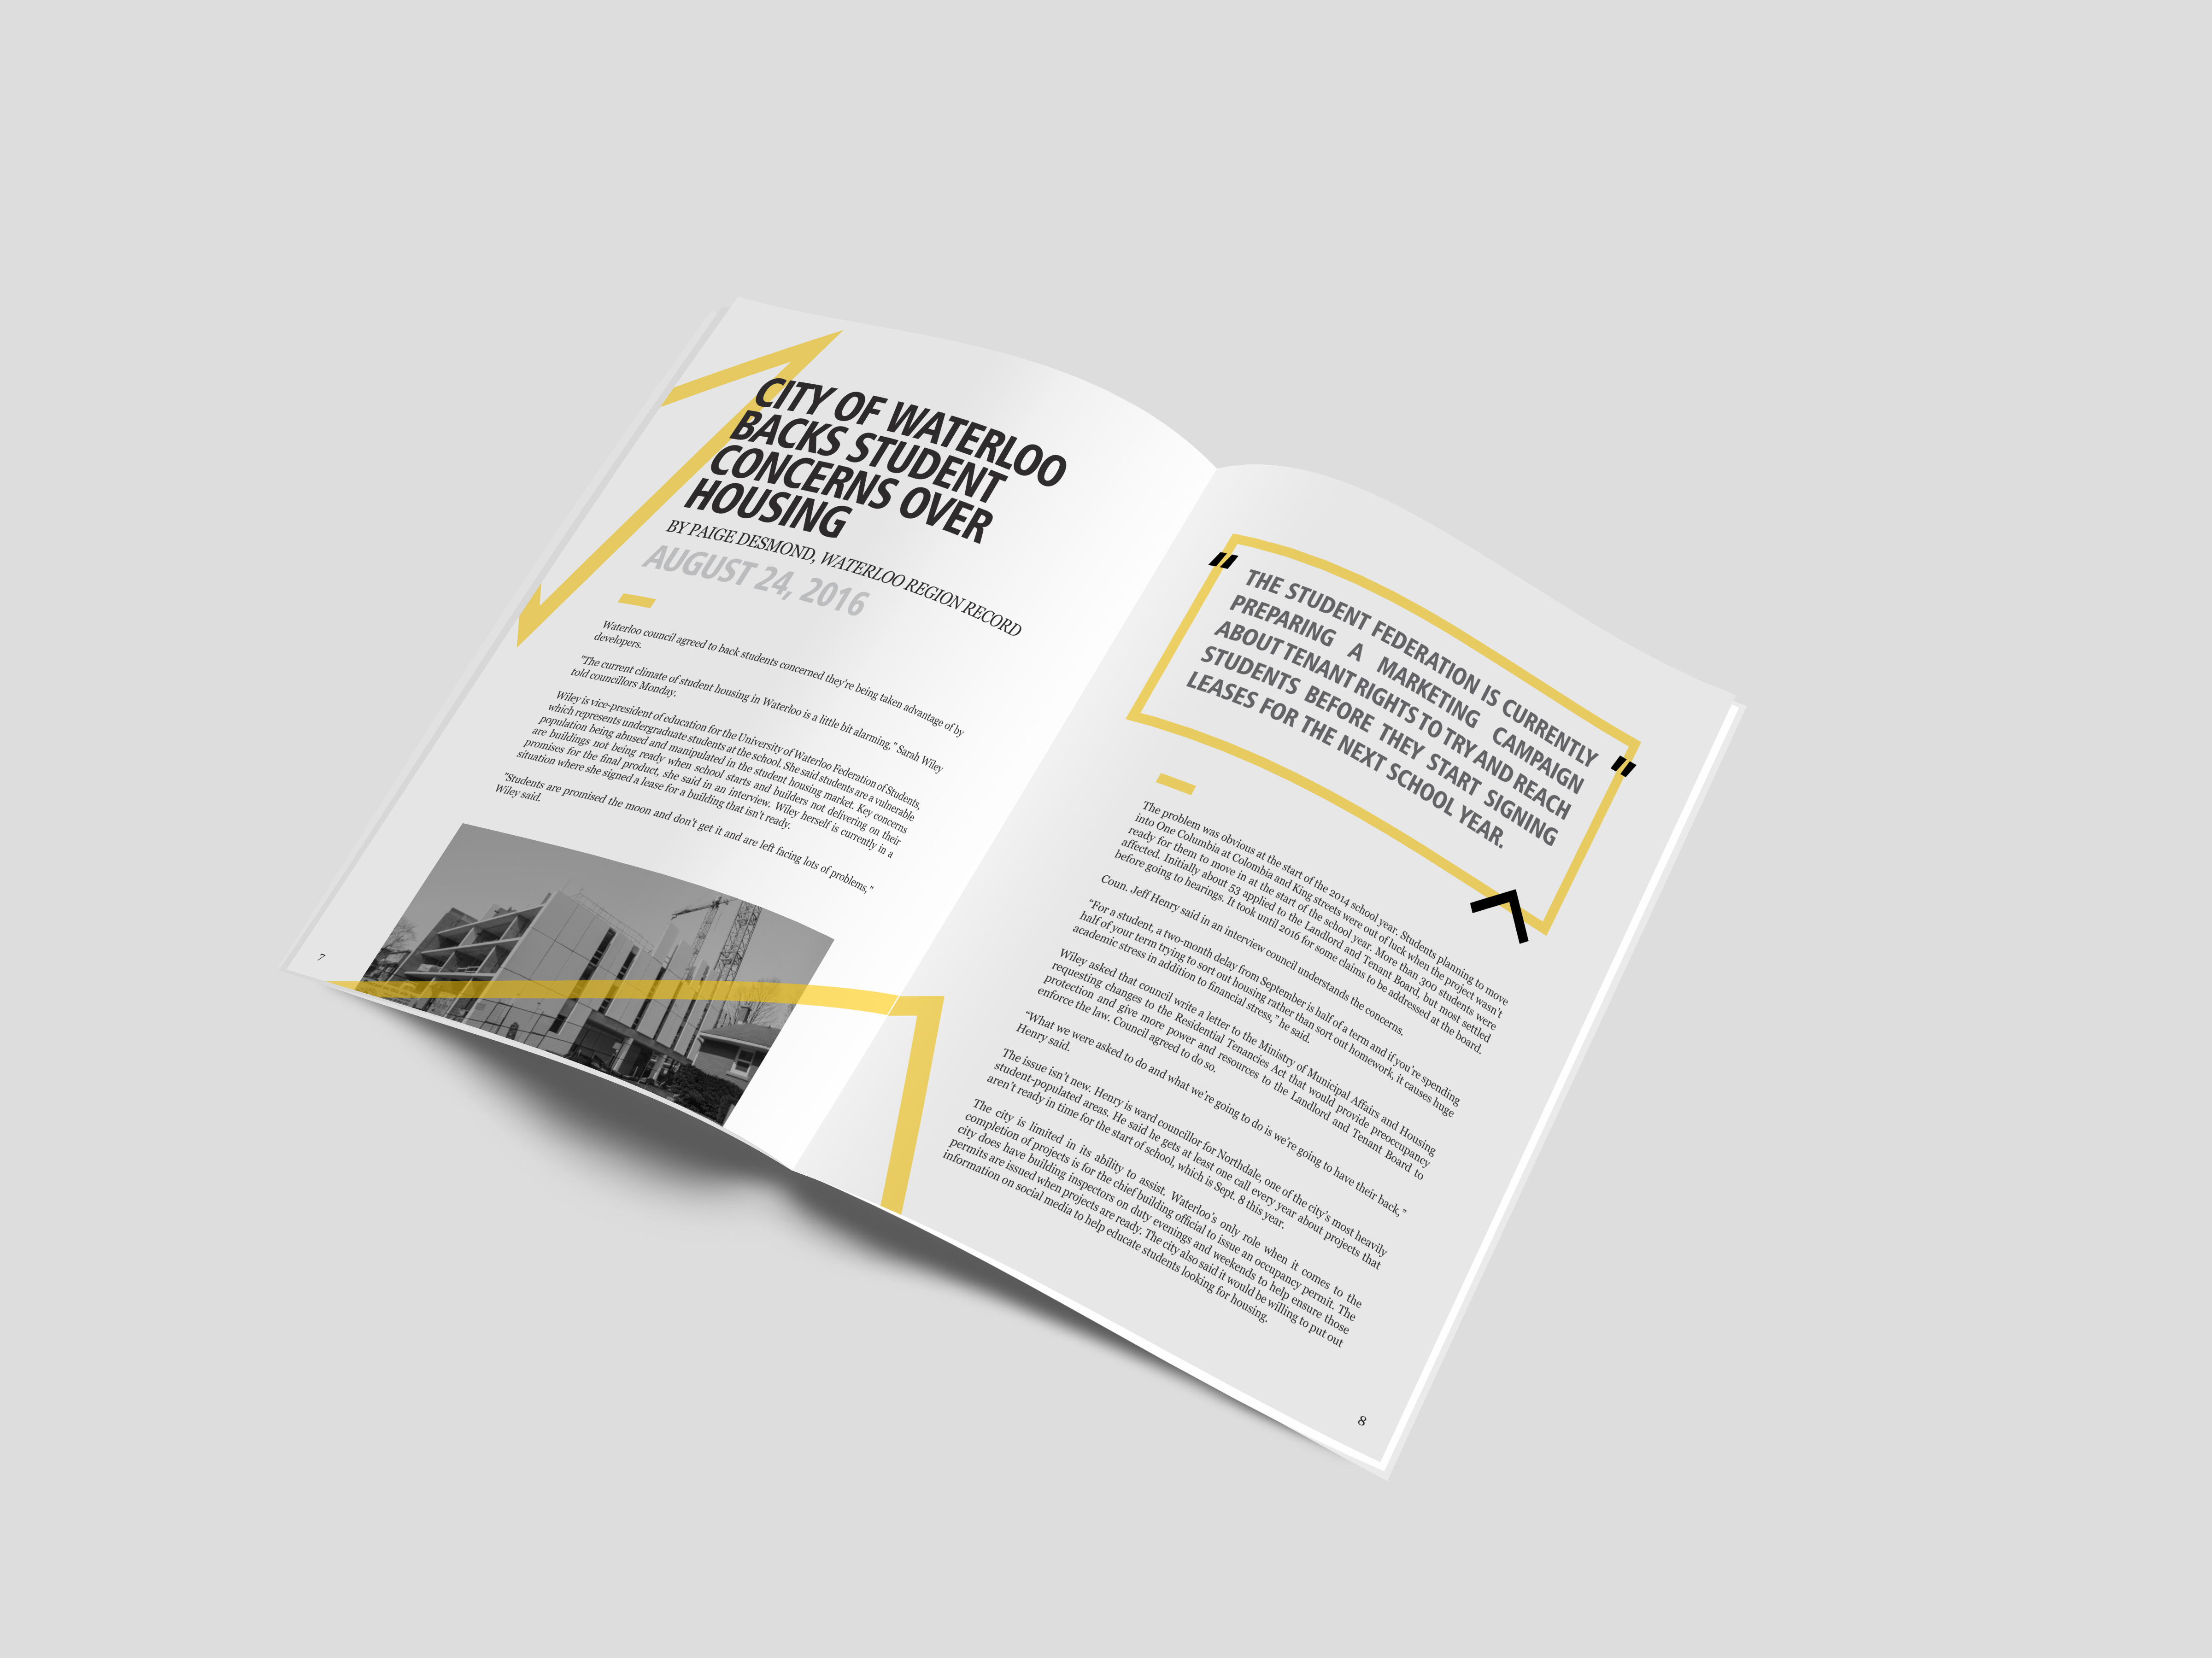 CITY OF WATERLOO
BACKS STUDENT
CONCERNS OVER
HOUSING
BY PAIGE DESMOND, WATERLOO REGION RECORD
AUGUST 24, 2016
Waterloo council agreed to back students concerned they're being taken advantage of by
developers.
"The current climate of student housing in Waterloo is a little bit alarming," Sarah Wiley
told councillors Monday.
Wiley is vice-president of education for the University of Waterloo Federation of Students,
which represents undergraduate students at the school. She said students are a vulnerable
population being abused and manipulated in the student housing market. Key concerns
are buildings not being ready when school starts and builders not delivering on their
promises for the final product, she said in an interview. Wiley herself is currently in a
situation where she signed a lease for a building that isn't ready.
"Students are promised the moon and don't get it and are left facing lots of problems,"
Wiley said.
7
"
THE STUDENT FEDERATION IS CURRENTLY
PREPARING A MARKETING CAMPAIGN
ABOUT TENANT RIGHTS TO TRY AND REACH
STUDENTS BEFORE THEY START SIGNING
LEASES FOR THE NEXT SCHOOL YEAR.
"
The problem was obvious at the start of the 2014 school year. Students planning to move
into One Columbia at Colombia and King streets were out of luck when the project wasn't
ready for them to move in at the start of the school year. More than 300 students were
affected. Initially about 53 applied to the Landlord and Tenant Board, but most settled
before going to hearings. It took until 2016 for some claims to be addressed at the board.
Coun. Jeff Henry said in an interview council understands the concerns.
"For a student, a two-month delay from September is half of a term and if you're spending
half of your term trying to sort out housing rather than sort out homework, it causes huge
academic stress in addition to financial stress," he said.
Wiley asked that council write a letter to the Ministry of Municipal Affairs and Housing
requesting changes to the Residential Tenancies Act that would provide preoccupancy
protection and give more power and resources to the Landlord and Tenant Board to
enforce the law. Council agreed to do so.
"What we were asked to do and what we're going to do is we're going to have their back,"
Henry said.
The issue isn't new. Henry is ward councillor for Northdale, one of the city's most heavily
student-populated areas. He said he gets at least one call every year about projects that
aren't ready in time for the start of school, which is Sept. 8 this year.
The city is limited in its ability to assist. Waterloo's only role when it comes to the
completion of projects is for the chief building official to issue an occupancy permit. The
city does have building inspectors on duty evenings and weekends to help ensure those
permits are issued when projects are ready. The city also said it would be willing to put out
information on social media to help educate students looking for housing.
8